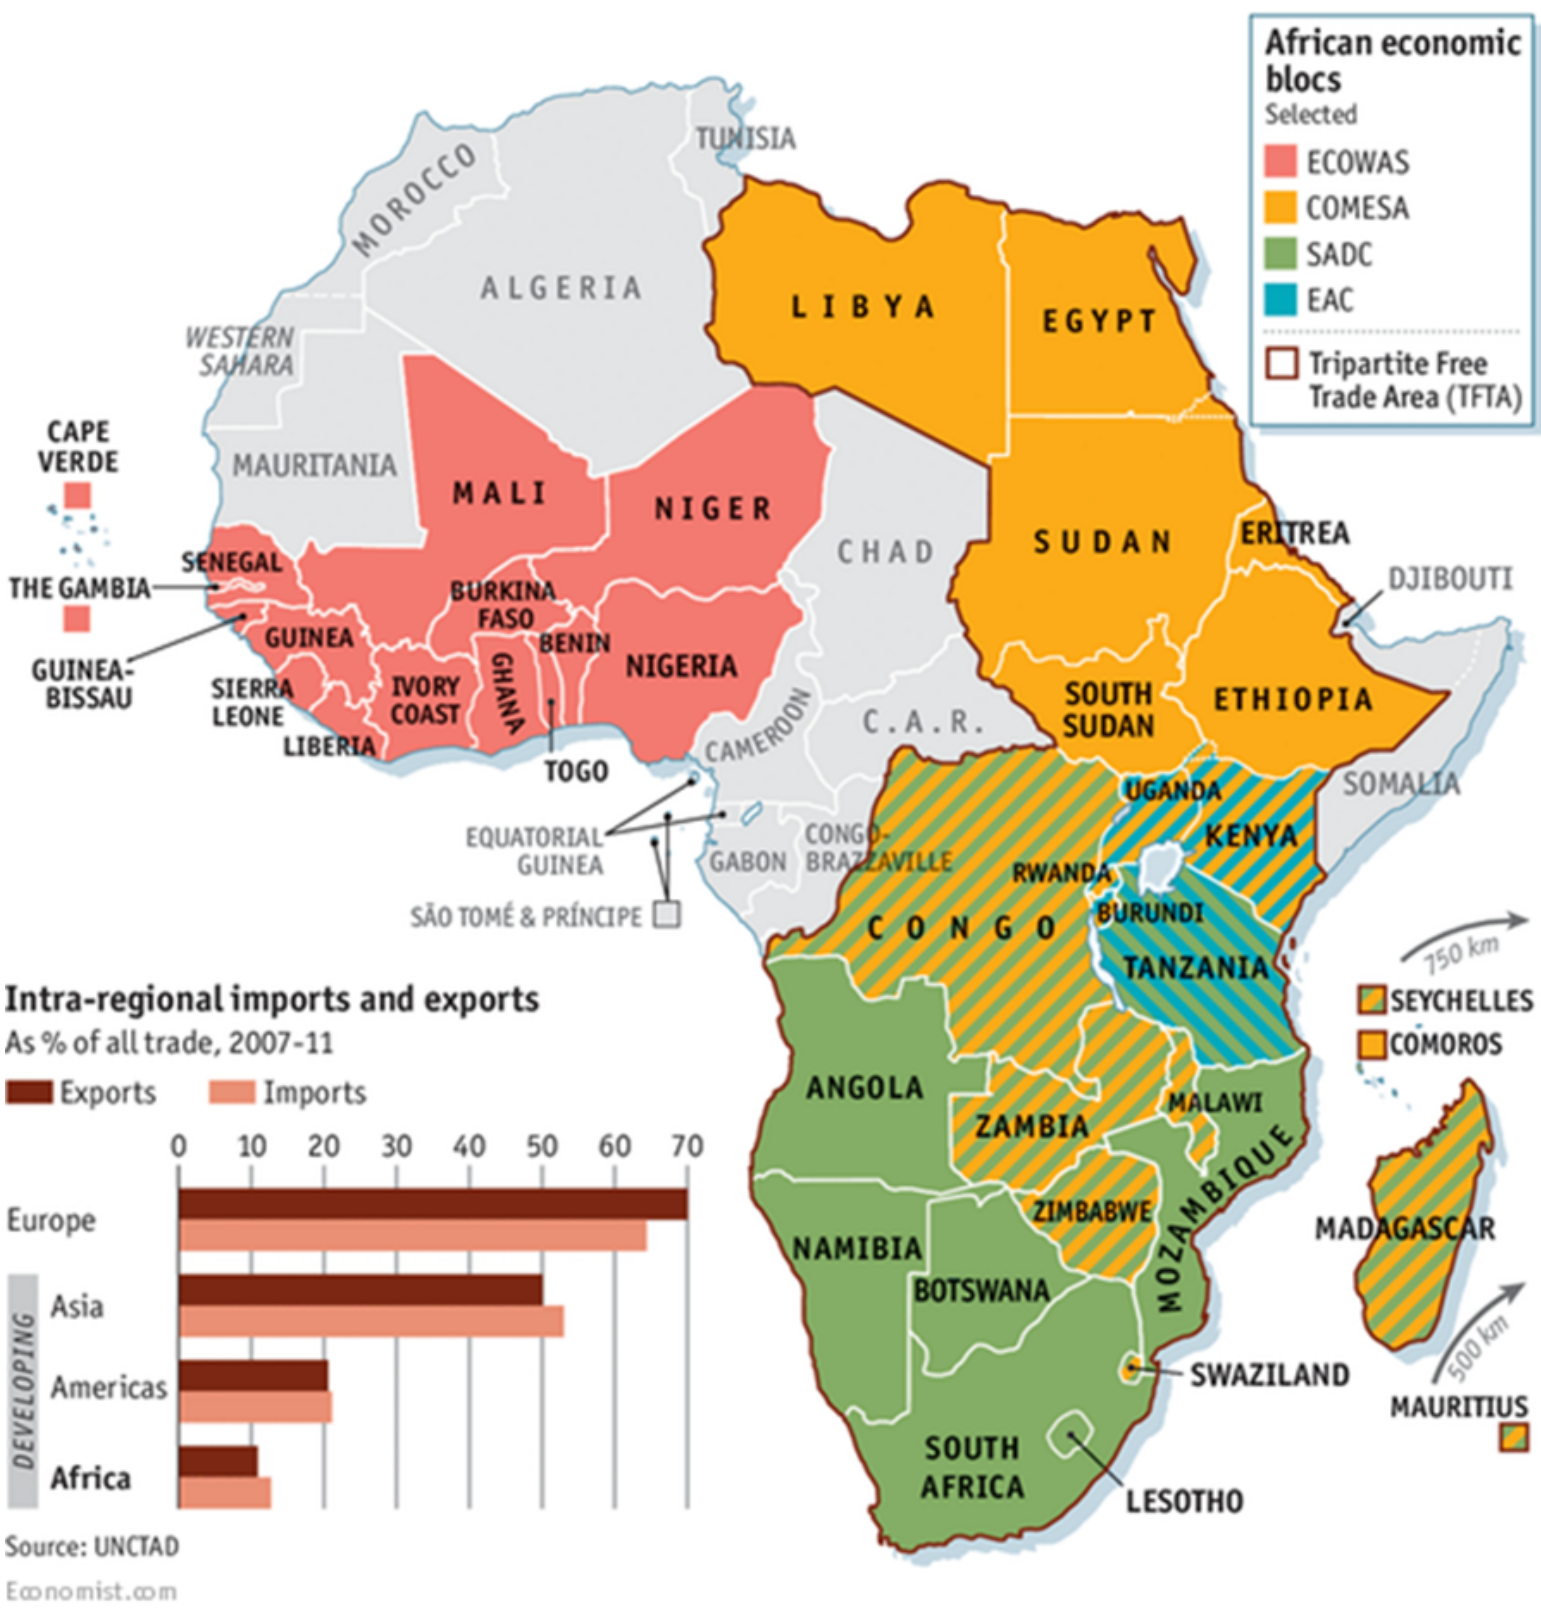 African economic
blocs
Selected
ECOWAS
COMESA
SADC
EAC
Tripartite Free
Trade Area (TFTA)
TUNISIA
MOROCCO
ALGERIA
LIBYA
EGYPT
WESTERN
SAHARA
CAPE
VERDE
MAURITANIA
MALI
NIGER
CHAD
SUDAN
ERITREA
DJIBOUTI
SENEGAL
THE GAMBIA
BURKINA
FASO
GUINEA
BENIN
GUINEA-
BISSAU
NIGERIA
SIERRA
LEONE
IVORY
COAST
GHANA
LIBERIA
TOGO
CAMEROON
C.A.R.
SOUTH
SUDAN
ETHIOPIA
SOMALIA
UGANDA
KENYA
EQUATORIAL
GUINEA
GABON
CONGO-
BRAZZAVILLE
RWANDA
SÃO TOMÉ & PRÍNCIPE
CONGO
BURUNDI
TANZANIA
750 km
SEYCHELLES
COMOROS
ANGOLA
ZAMBIA
MALAWI
MOZAMBIQUE
ZIMBABWE
NAMIBIA
BOTSWANA
MADAGASCAR
500 km
MAURITIUS
SWAZILAND
SOUTH
AFRICA
LESOTHO
Intra-regional imports and exports
As % of all trade, 2007-11
Exports Imports
0 10 20 30 40 50 60 70
Europe
DEVELOPING
Asia
Americas
Africa
Source: UNCTAD
Economist.com